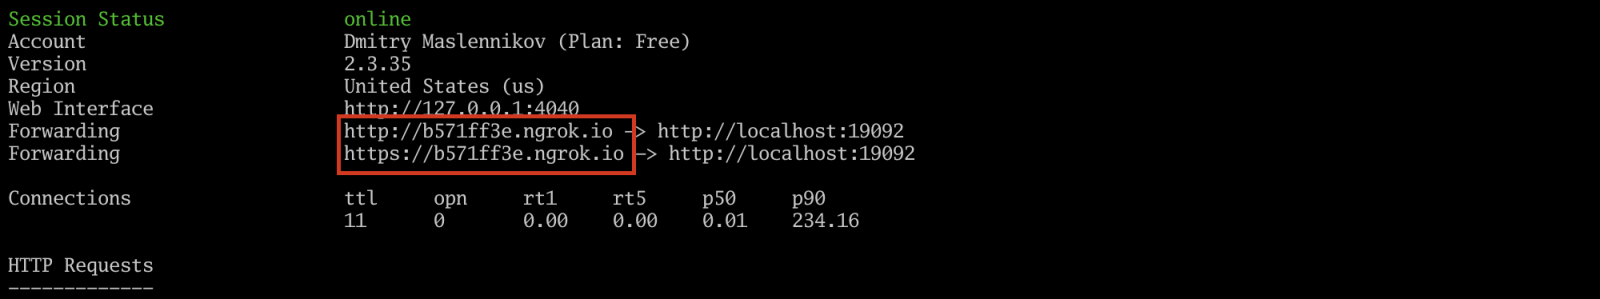 Session Status online
Account Dmitry Maslennikov (Plan: Free)
Version 2.3.35
Region United States (us)
Web Interface http://127.0.0.1:4040
Forwarding http://b571ff3e.ngrok.io -> http://localhost:19092
Forwarding https://b571ff3e.ngrok.io -> http://localhost:19092
Connections ttl opn rt1 rt5 p50 p90
11 0 0.00 0.00 0.01 234.16
HTTP Requests
-------------